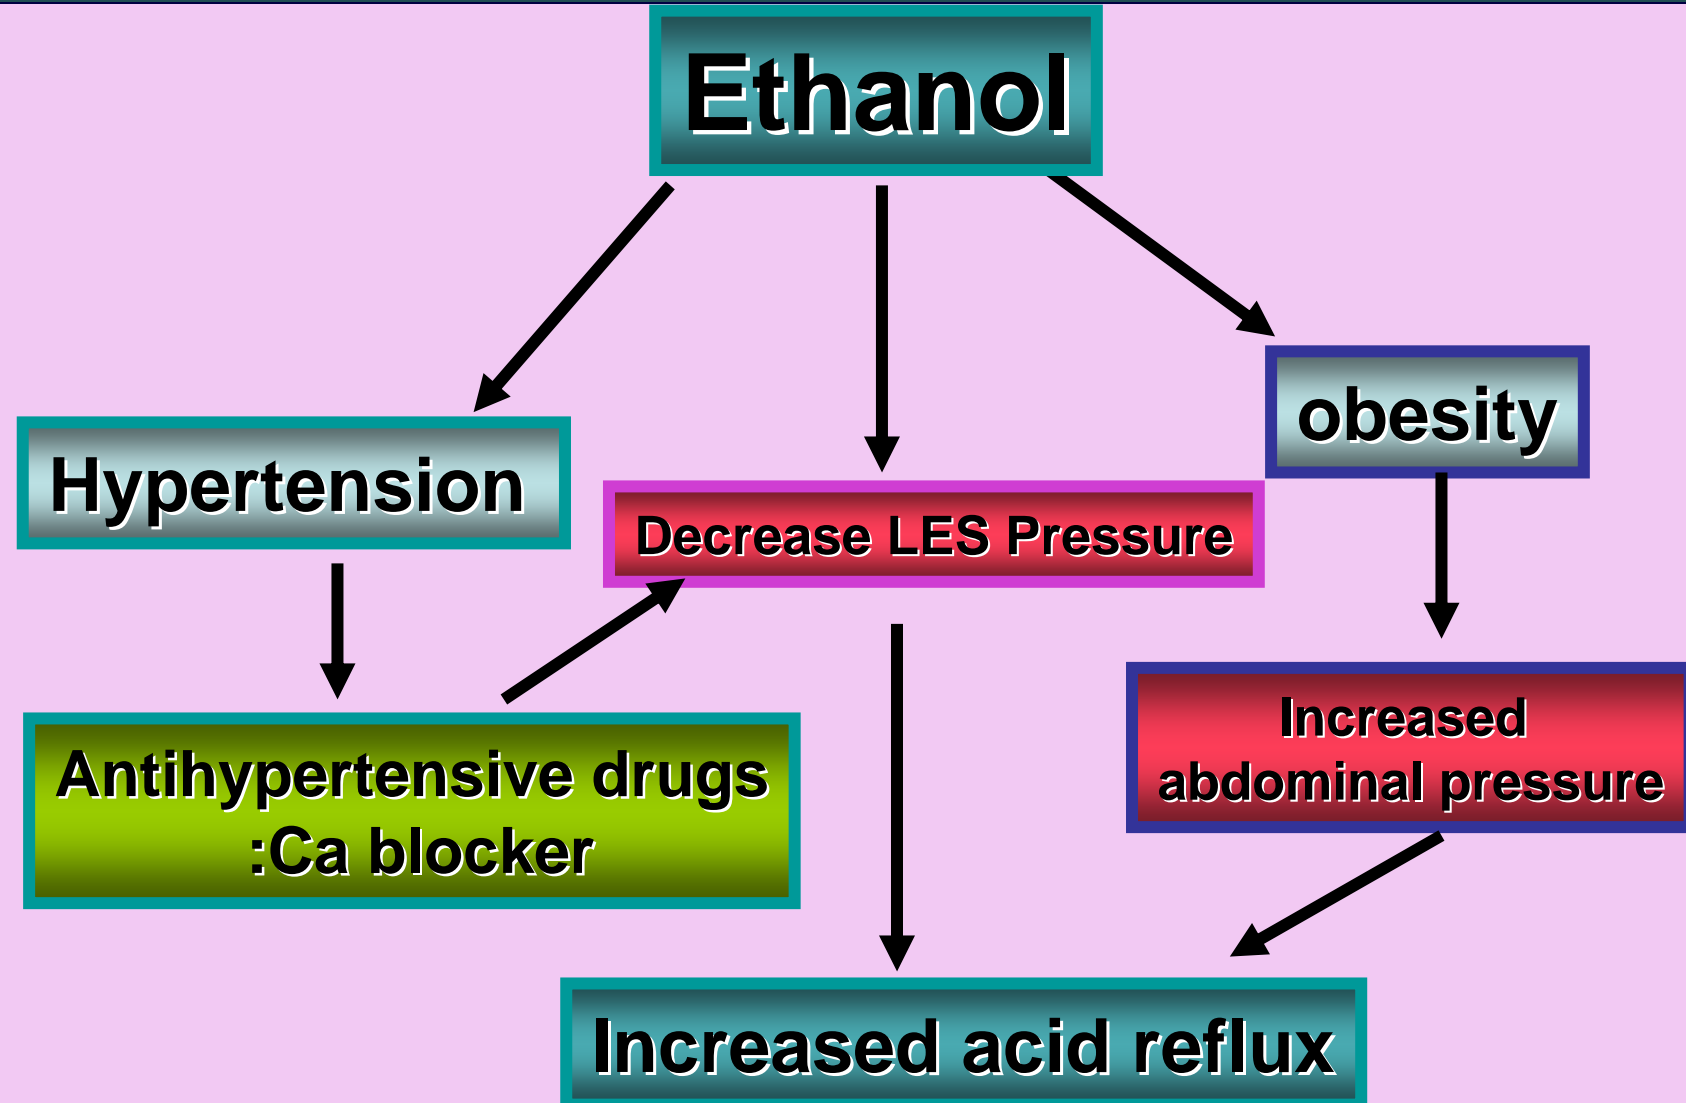 Ethanol
obesity
Hypertension
Decrease LES Pressure
Increased
abdominal pressure
Antihypertensive drugs
:Ca blocker
Increased acid reflux